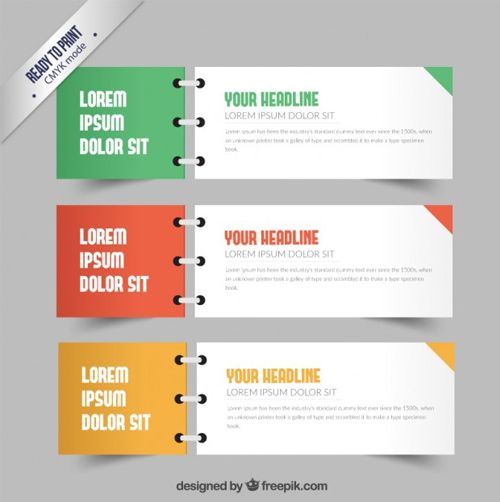 READY TO PRINT
CMYK mode
LOREM
IPSUM
DOLOR SIT
YOUR HEADLINE
LOREM IPSUM DOLOR SIT
Lorem Ipsum has been the industry's standard dummy text ever since the 1500s, when
an unknown printer took a galley of type and scrambled it to make a type specimen
book.
LOREM
IPSUM
DOLOR SIT
YOUR HEADLINE
LOREM IPSUM DOLOR SIT
Lorem Ipsum has been the industry's standard dummy text ever since the 1500s, when
an unknown printer took a galley of type and scrambled it to make a type specimen
book.
LOREM
IPSUM
DOLOR SIT
YOUR HEADLINE
LOREM IPSUM DOLOR SIT
Lorem Ipsum has been the industry's standard dummy text ever since the 1500s, when
an unknown printer took a galley of type and scrambled it to make a type specimen
book.
designed by freepik.com